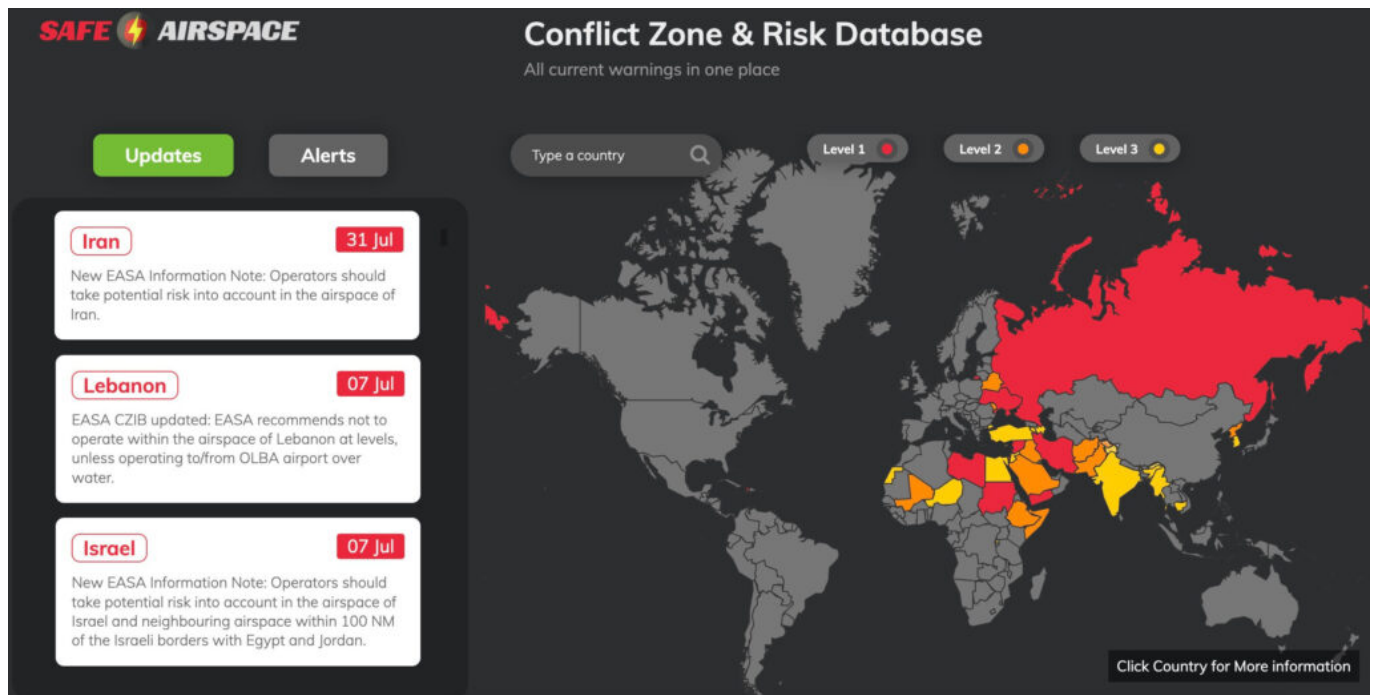 SAFE AIRSPACE
Conflict Zone & Risk Database
All current warnings in one place
Updates
Alerts
Type a country
Level 1
Level 2
Level 3
Iran
31 Jul
New EASA Information Note: Operators should
take potential risk into account in the airspace of
Iran.
Lebanon
07 Jul
EASA CZIB updated: EASA recommends not to
operate within the airspace of Lebanon at levels,
unless operating to/from OLBA airport over
water.
Israel
07 Jul
New EASA Information Note: Operators should
take potential risk into account in the airspace of
Israel and neighbouring airspace within 100 NM
of the Israeli borders with Egypt and Jordan.
Click Country for More information